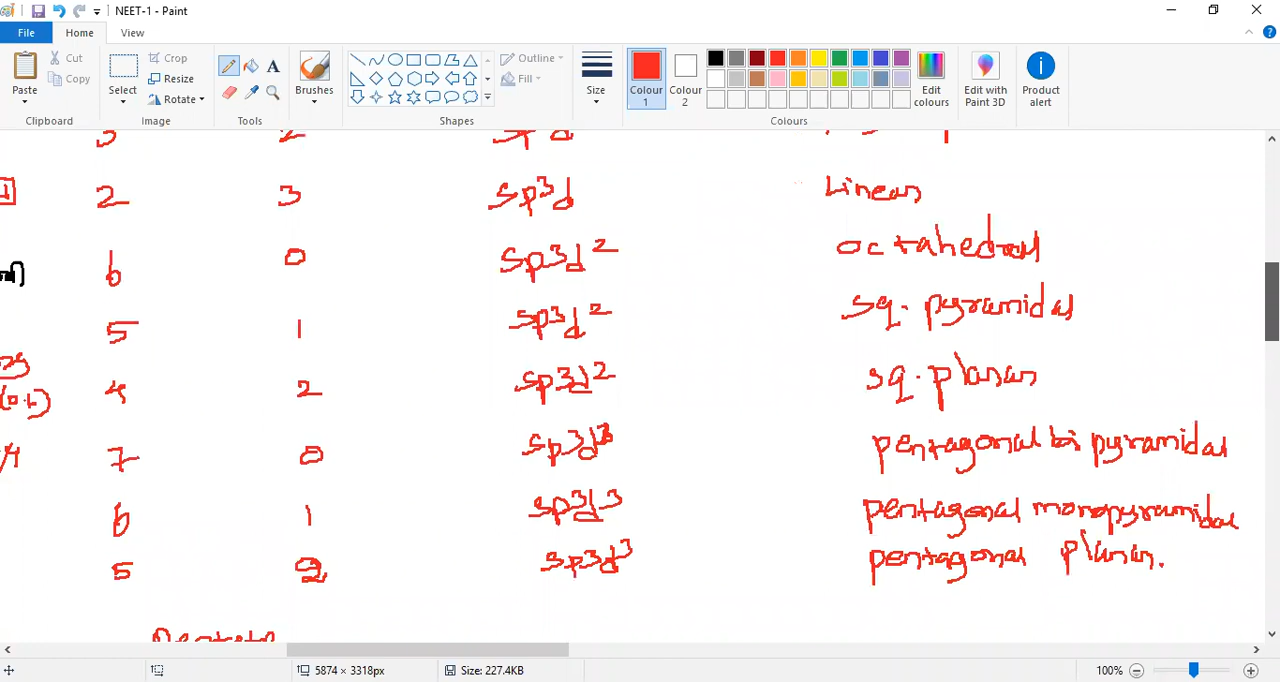 NEET-1 - Paint
File Home View
Paste Cut Copy
Clipboard
Select Crop Resize Rotate
Image
Tools
Brushes
Shapes
Outline
Fill
Size
Colour 1
Colour 2
Edit colours
Colours
Edit with Paint 3D
Product alert
3 2 sp3d
2 3 sp3d Linear
6 0 sp3d2 octahedral
5 1 sp3d2 sq. pyramidal
4 2 sp3d2 sq. planar
7 0 sp3d3 pentagonal bipyramidal
6 1 sp3d3 pentagonal monopyramidal
5 2 sp3d3 pentagonal planar.
5874 × 3318px Size: 227.4KB 100%